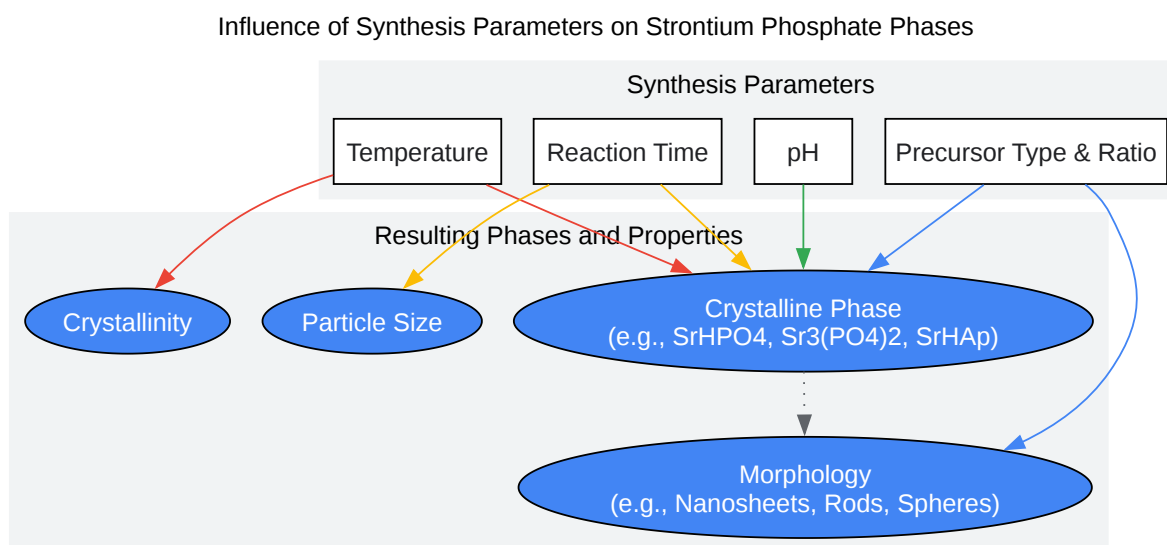 Influence of Synthesis Parameters on Strontium Phosphate Phases
Synthesis Parameters
Temperature
Reaction Time
pH
Precursor Type & Ratio
Resulting Phases and Properties
Crystallinity
Particle Size
Crystalline Phase
(e.g., SrHPO4, Sr3(PO4)2, SrHAp)
Morphology
(e.g., Nanosheets, Rods, Spheres)